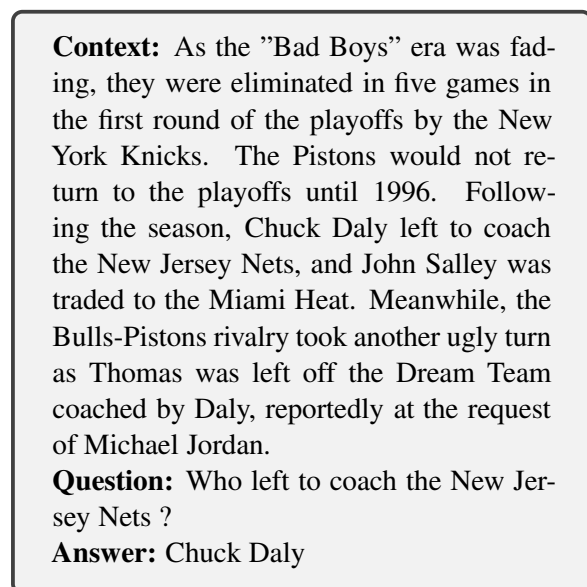 Context: As the ”Bad Boys” era was fad-
ing, they were eliminated in five games in
the first round of the playoffs by the New
York Knicks. The Pistons would not re-
turn to the playoffs until 1996. Follow-
ing the season, Chuck Daly left to coach
the New Jersey Nets, and John Salley was
traded to the Miami Heat. Meanwhile, the
Bulls-Pistons rivalry took another ugly turn
as Thomas was left off the Dream Team
coached by Daly, reportedly at the request
of Michael Jordan.
Question: Who left to coach the New Jer-
sey Nets ?
Answer: Chuck Daly